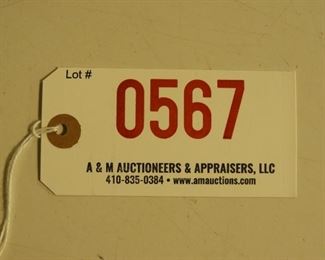 Lot #
0567
A & M AUCTIONEERS & APPRAISERS, LLC
410-835-0384 • www.amauctions.com